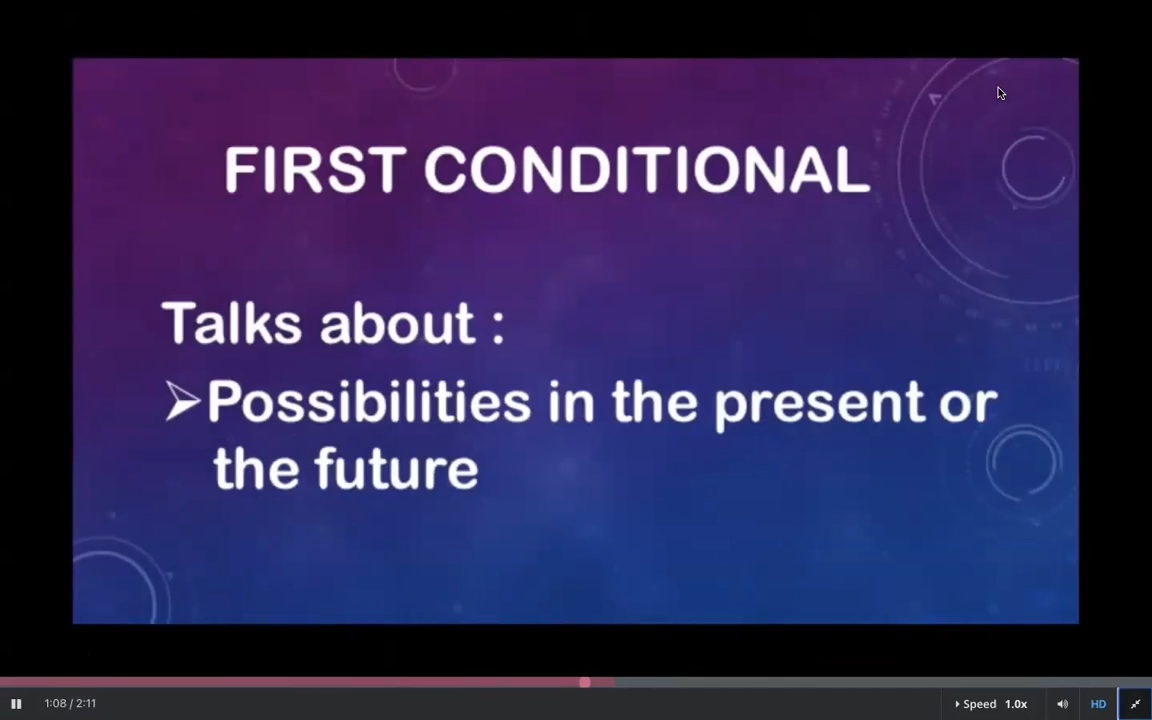 FIRST CONDITIONAL
Talks about :
➢Possibilities in the present or
the future
1:08 / 2:11
Speed 1.0x
HD